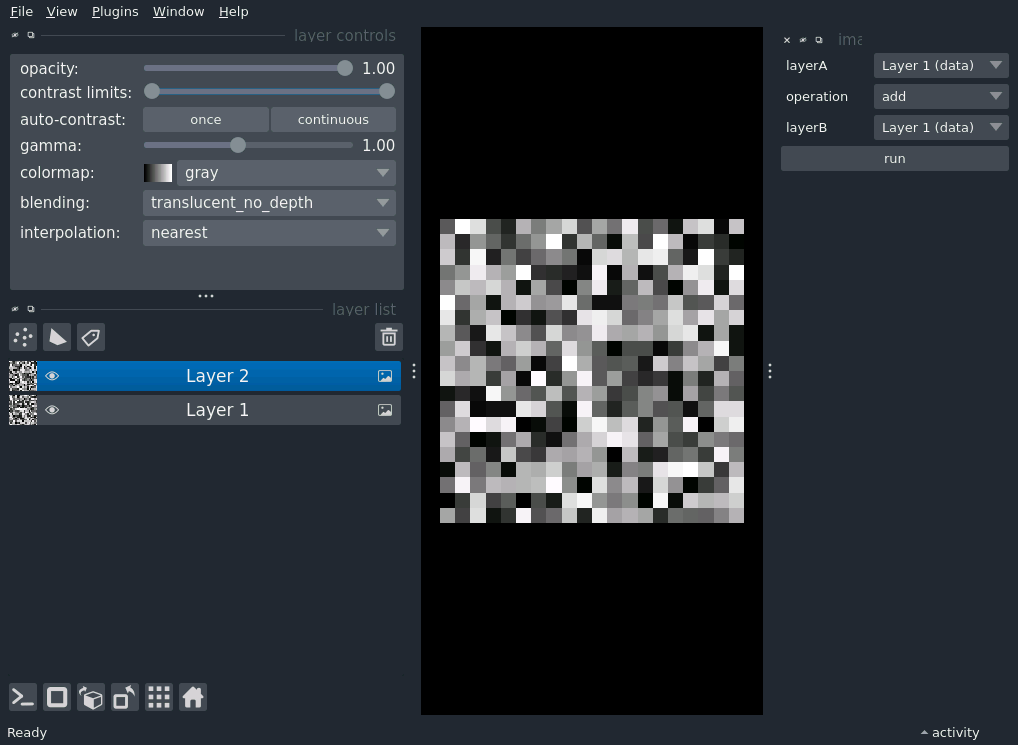 File View Plugins Window Help
layer controls
opacity: 1.00
contrast limits:
auto-contrast: once continuous
gamma: 1.00
colormap: gray
blending: translucent_no_depth
interpolation: nearest
layer list
Layer 2
Layer 1
ima
layerA Layer 1 (data)
operation add
layerB Layer 1 (data)
run
Ready
activity